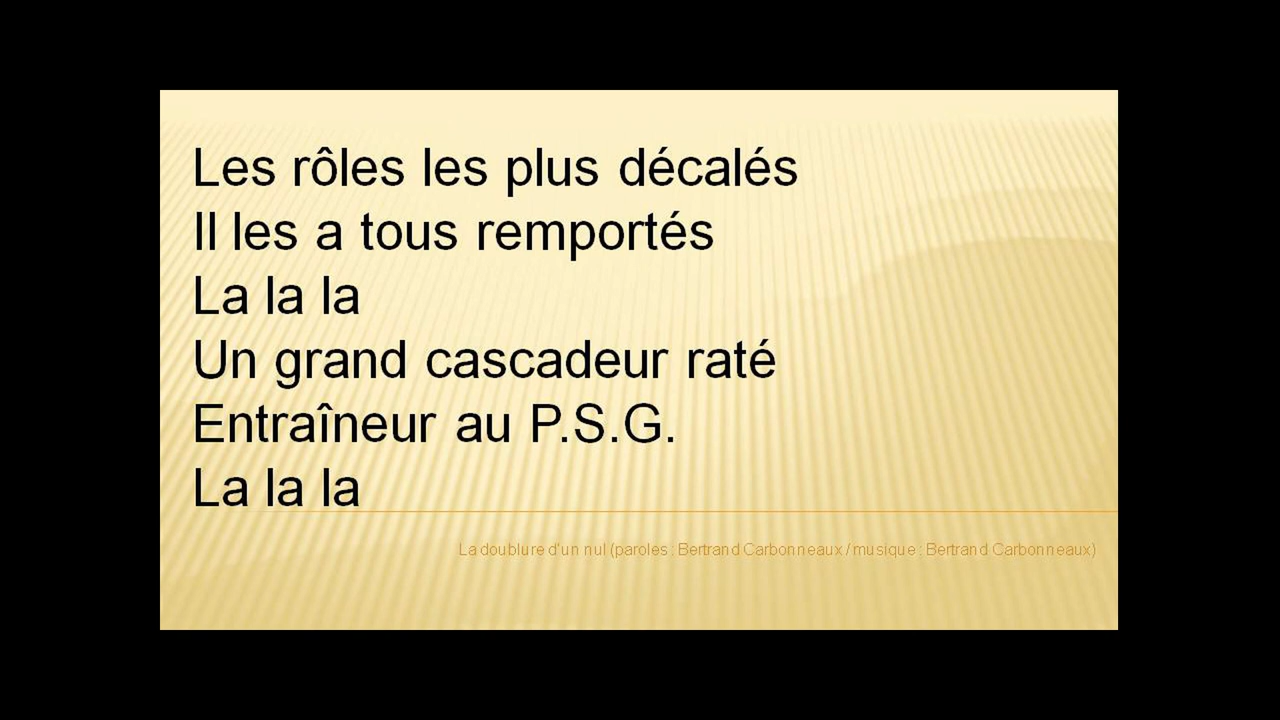 Les rôles les plus décalés
Il les a tous remportés
La la la
Un grand cascadeur raté
Entraîneur au P.S.G.
La la la
La doublure d'un nul (paroles : Bertrand Carbonneaux / musique : Bertrand Carbonneaux)